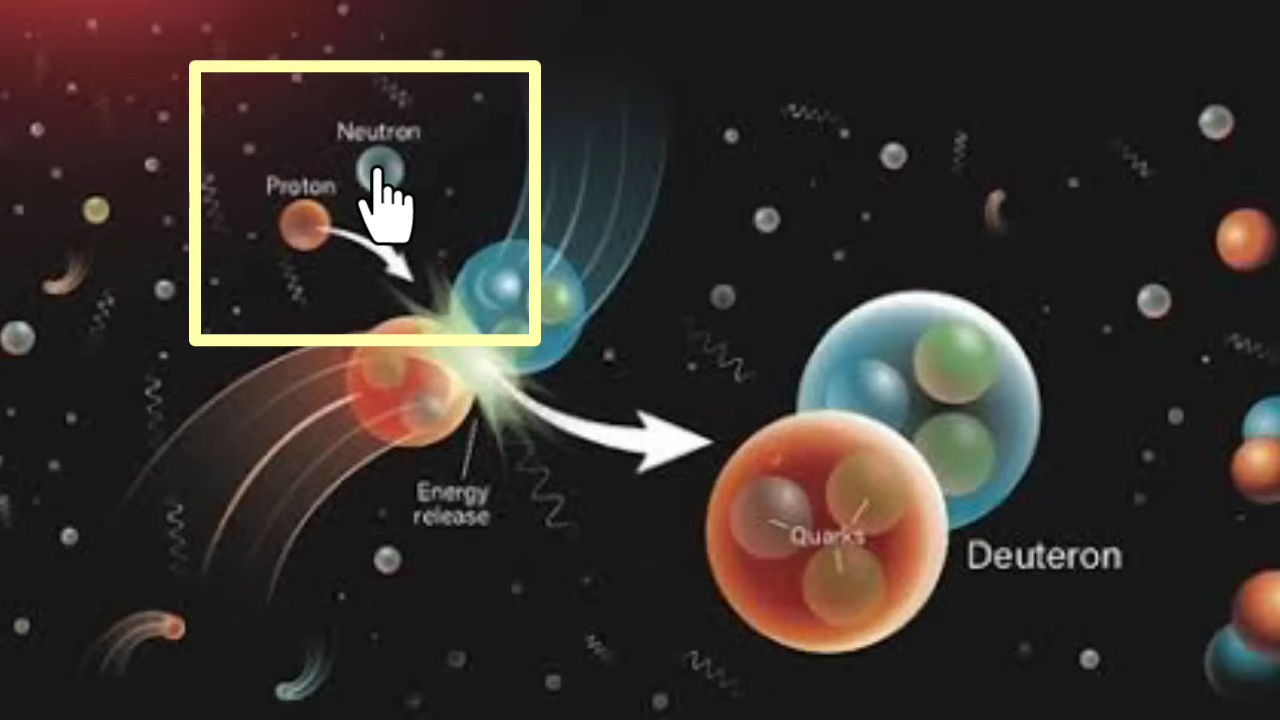 Neutron
Proton
Energy
release
Quarks
Deuteron